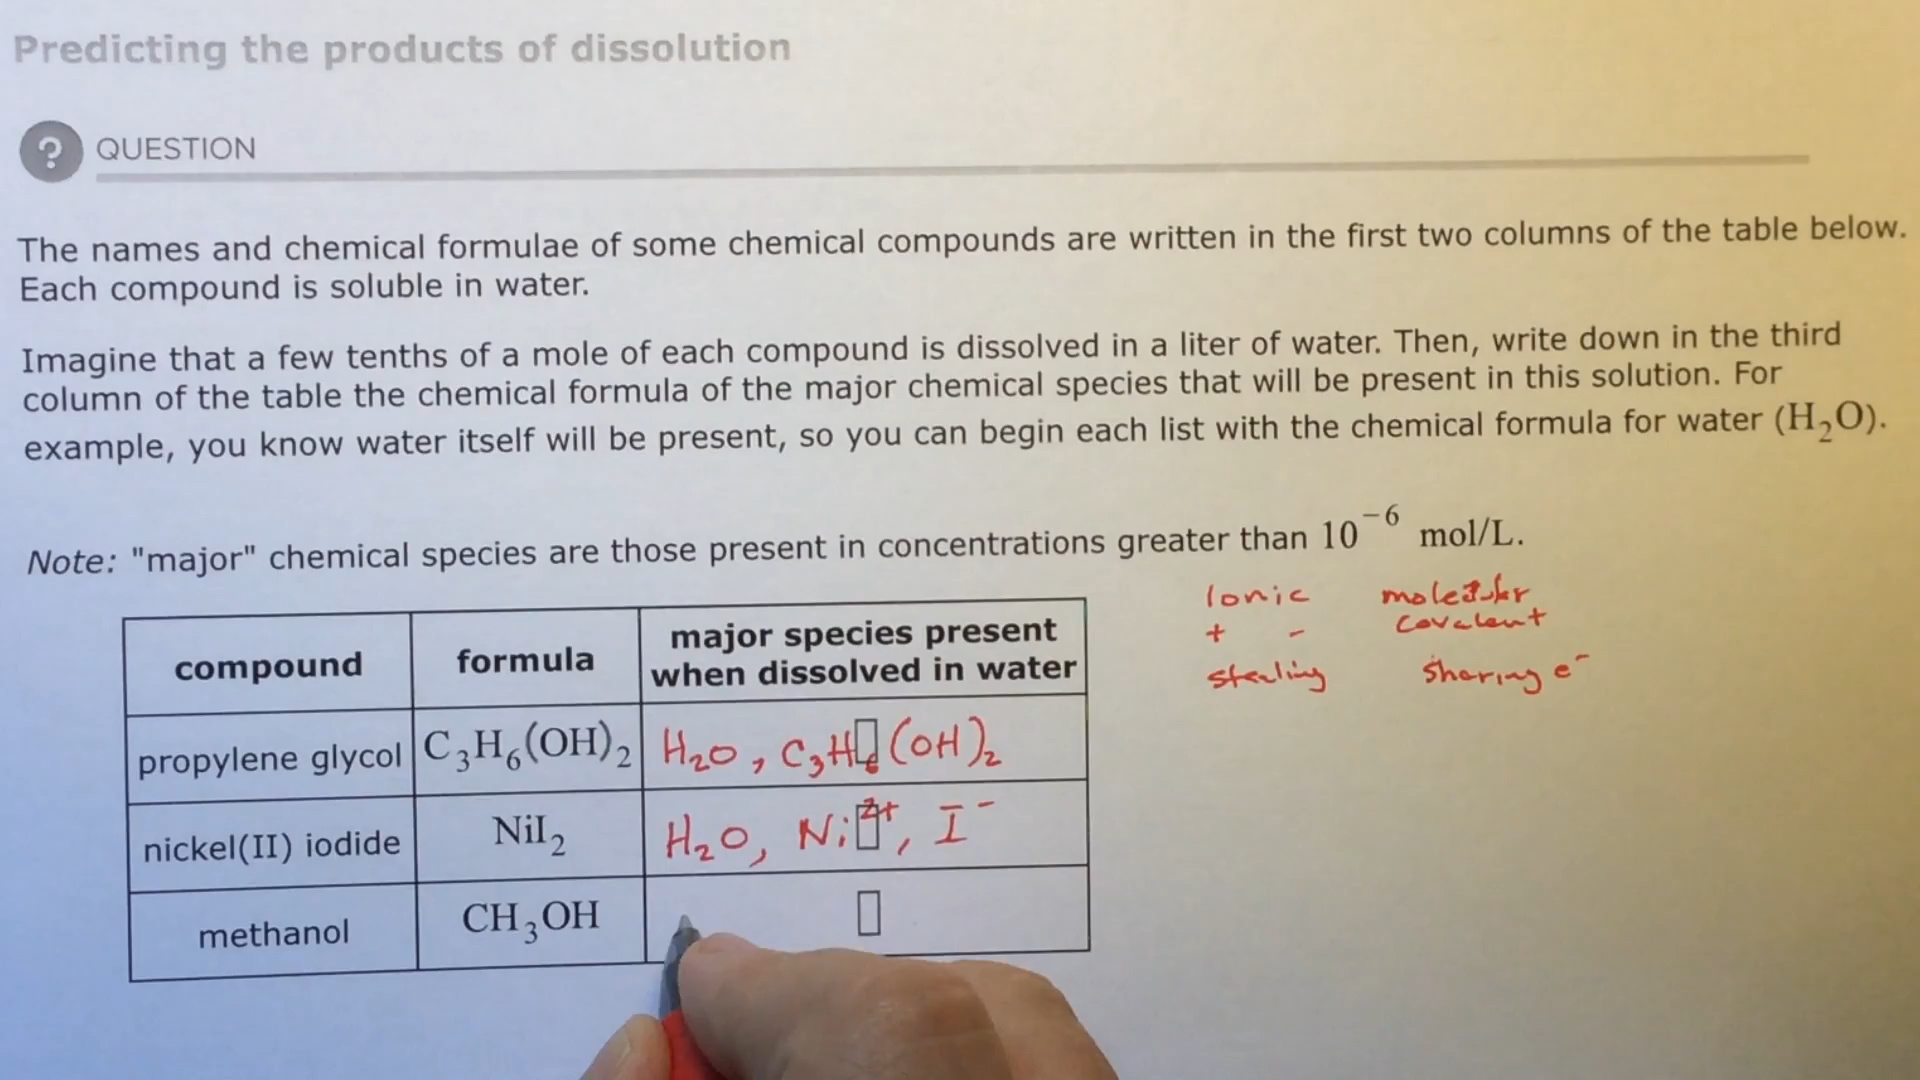 Predicting the products of dissolution
? QUESTION
The names and chemical formulae of some chemical compounds are written in the first two columns of the table below.
Each compound is soluble in water.
Imagine that a few tenths of a mole of each compound is dissolved in a liter of water. Then, write down in the third
column of the table the chemical formula of the major chemical species that will be present in this solution. For
example, you know water itself will be present, so you can begin each list with the chemical formula for water (H₂O).
Note: "major" chemical species are those present in concentrations greater than 10⁻⁶ mol/L.
Ionic molecular
+ - covalent
stealing sharing e⁻
compound formula major species present
when dissolved in water
propylene glycol C₃H₆(OH)₂ H₂O, C₃H₆(OH)₂
nickel(II) iodide NiI₂ H₂O, Ni²⁺, I⁻
methanol CH₃OH